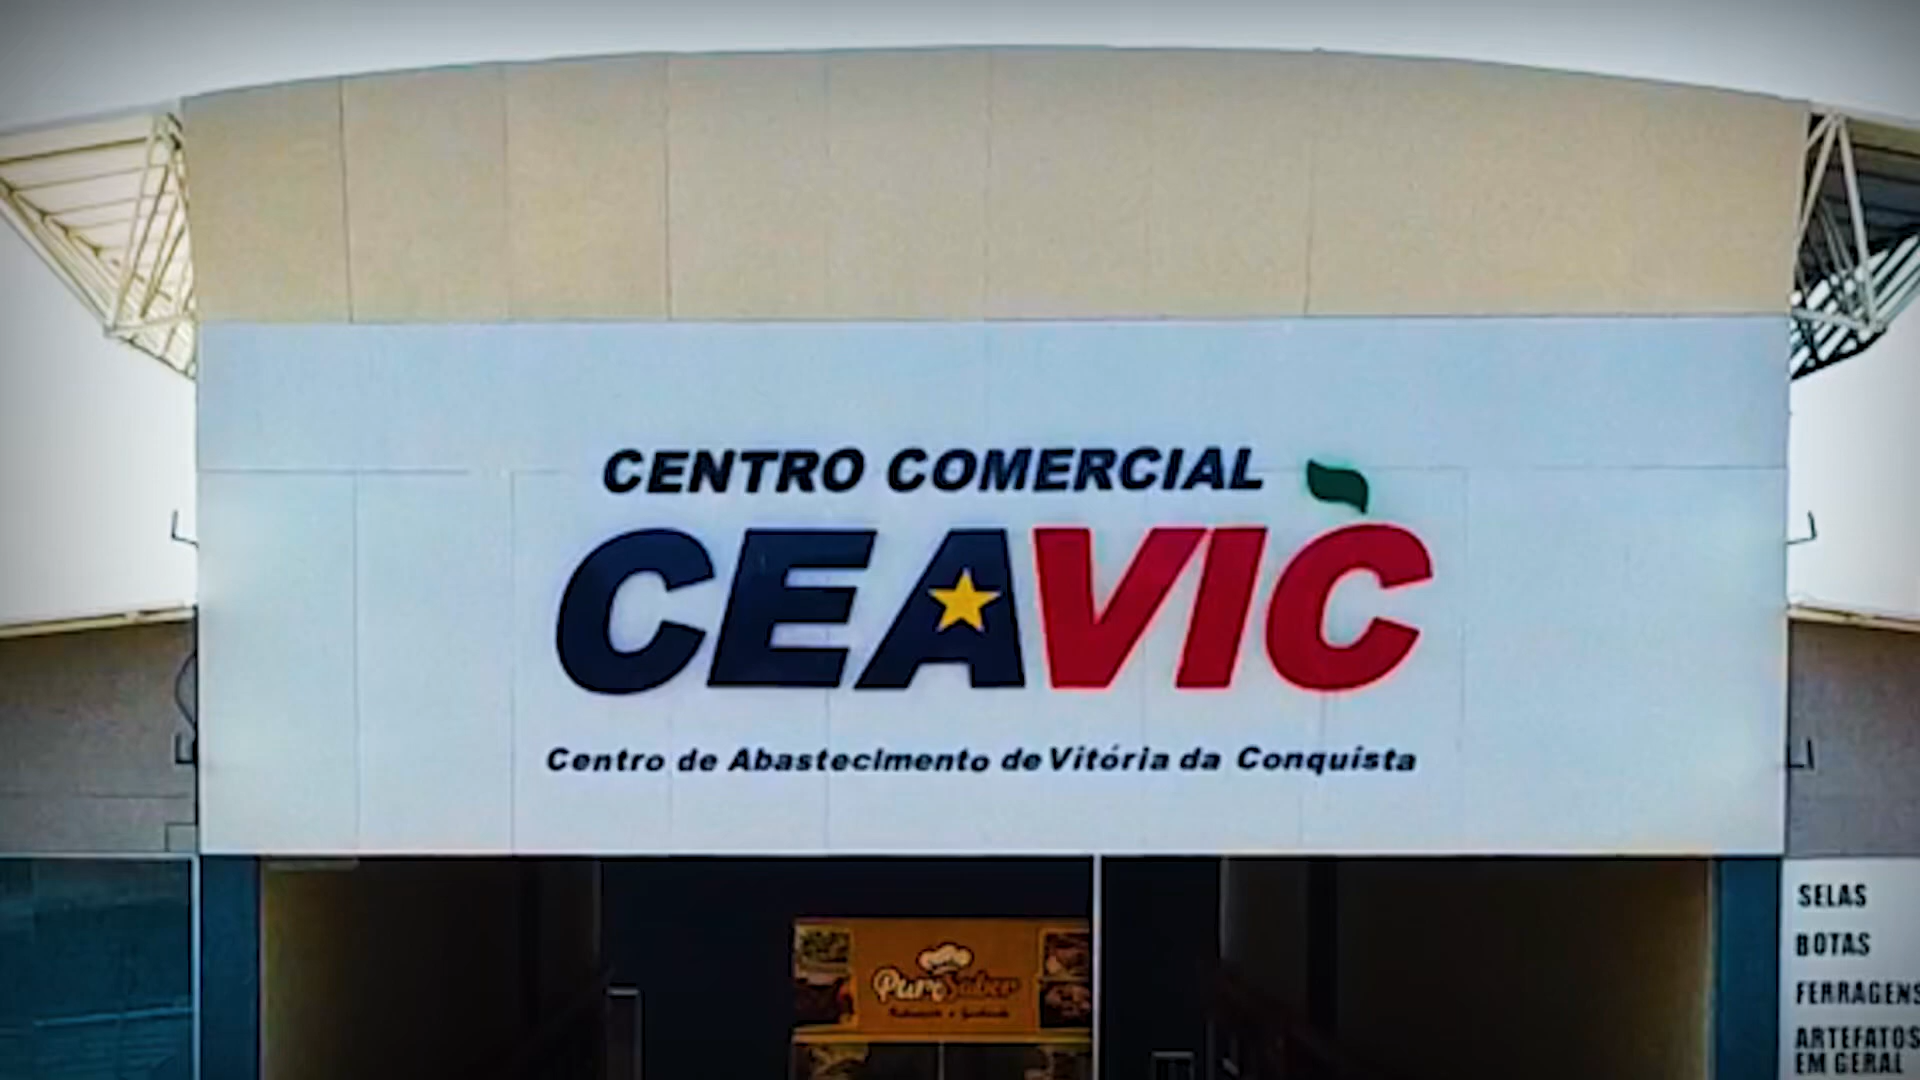 CENTRO COMERCIAL
CEAVIC
Centro de Abastecimento de Vitória da Conquista
Puro Sabor
SELAS
BOTAS
FERRAGENS
ARTEFATOS
EM GERAL